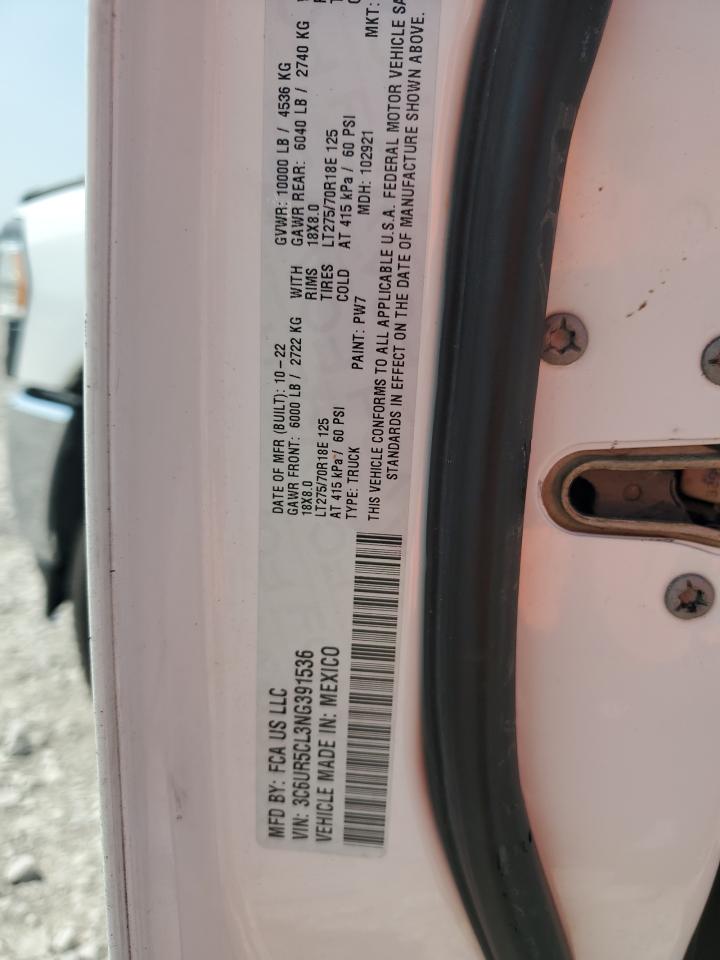 MFD BY: FCA US LLC
VIN: 3C6UR5CL3NG391536
VEHICLE MADE IN: MEXICO
DATE OF MFR (BUILT): 10-22 GVWR: 10000 LB / 4536 KG
GAWR FRONT: 6000 LB / 2722 KG WITH GAWR REAR: 6040 LB / 2740 KG
18X8.0 RIMS 18X8.0
LT275/70R18E 125 TIRES LT275/70R18E 125
AT 415 kPa / 60 PSI COLD AT 415 kPa / 60 PSI
TYPE: TRUCK PAINT: PW7 MDH: 102921 MKT:
THIS VEHICLE CONFORMS TO ALL APPLICABLE U.S.A. FEDERAL MOTOR VEHICLE SA
STANDARDS IN EFFECT ON THE DATE OF MANUFACTURE SHOWN ABOVE.